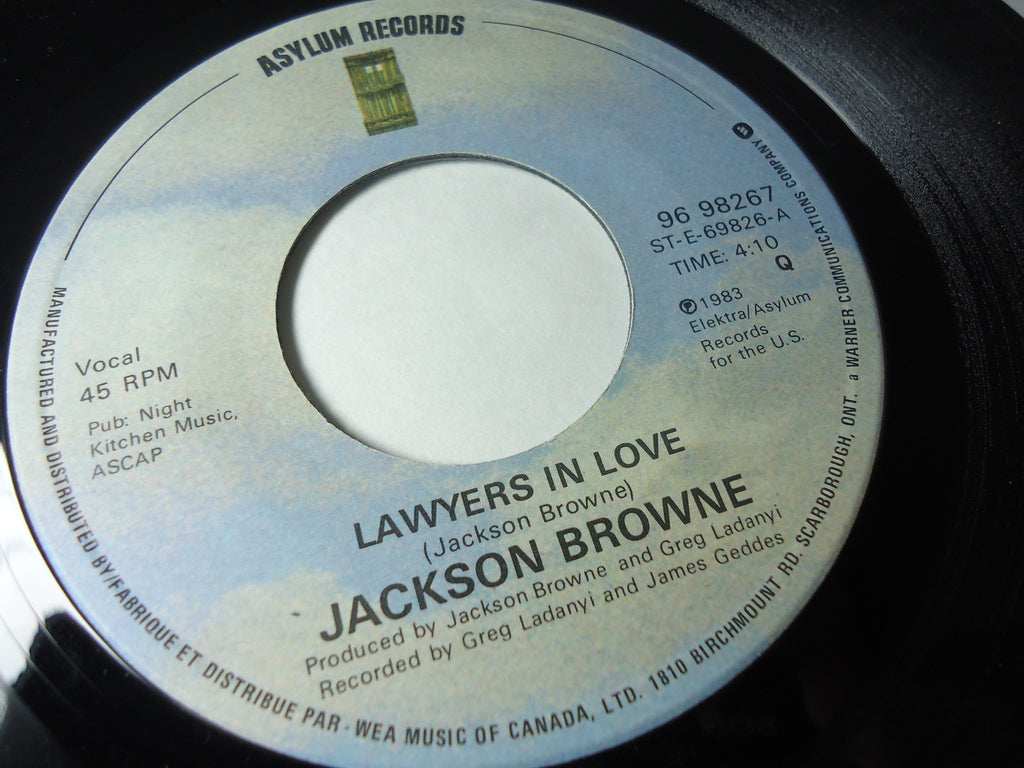 ASYLUM RECORDS
96 98267
ST-E-69826-A
TIME: 4:10
Q
℗ 1983
Elektra/Asylum
Records
for the U.S.
Vocal
45 RPM
Pub: Night
Kitchen Music,
ASCAP
LAWYERS IN LOVE
(Jackson Browne)
JACKSON BROWNE
Produced by Jackson Browne and Greg Ladanyi
Recorded by Greg Ladanyi and James Geddes
MANUFACTURED AND DISTRIBUTED BY/FABRIQUE ET DISTRIBUE PAR - WEA MUSIC OF CANADA, LTD. 1810 BIRCHMOUNT RD. SCARBOROUGH, ONT. a WARNER COMMUNICATIONS COMPANY